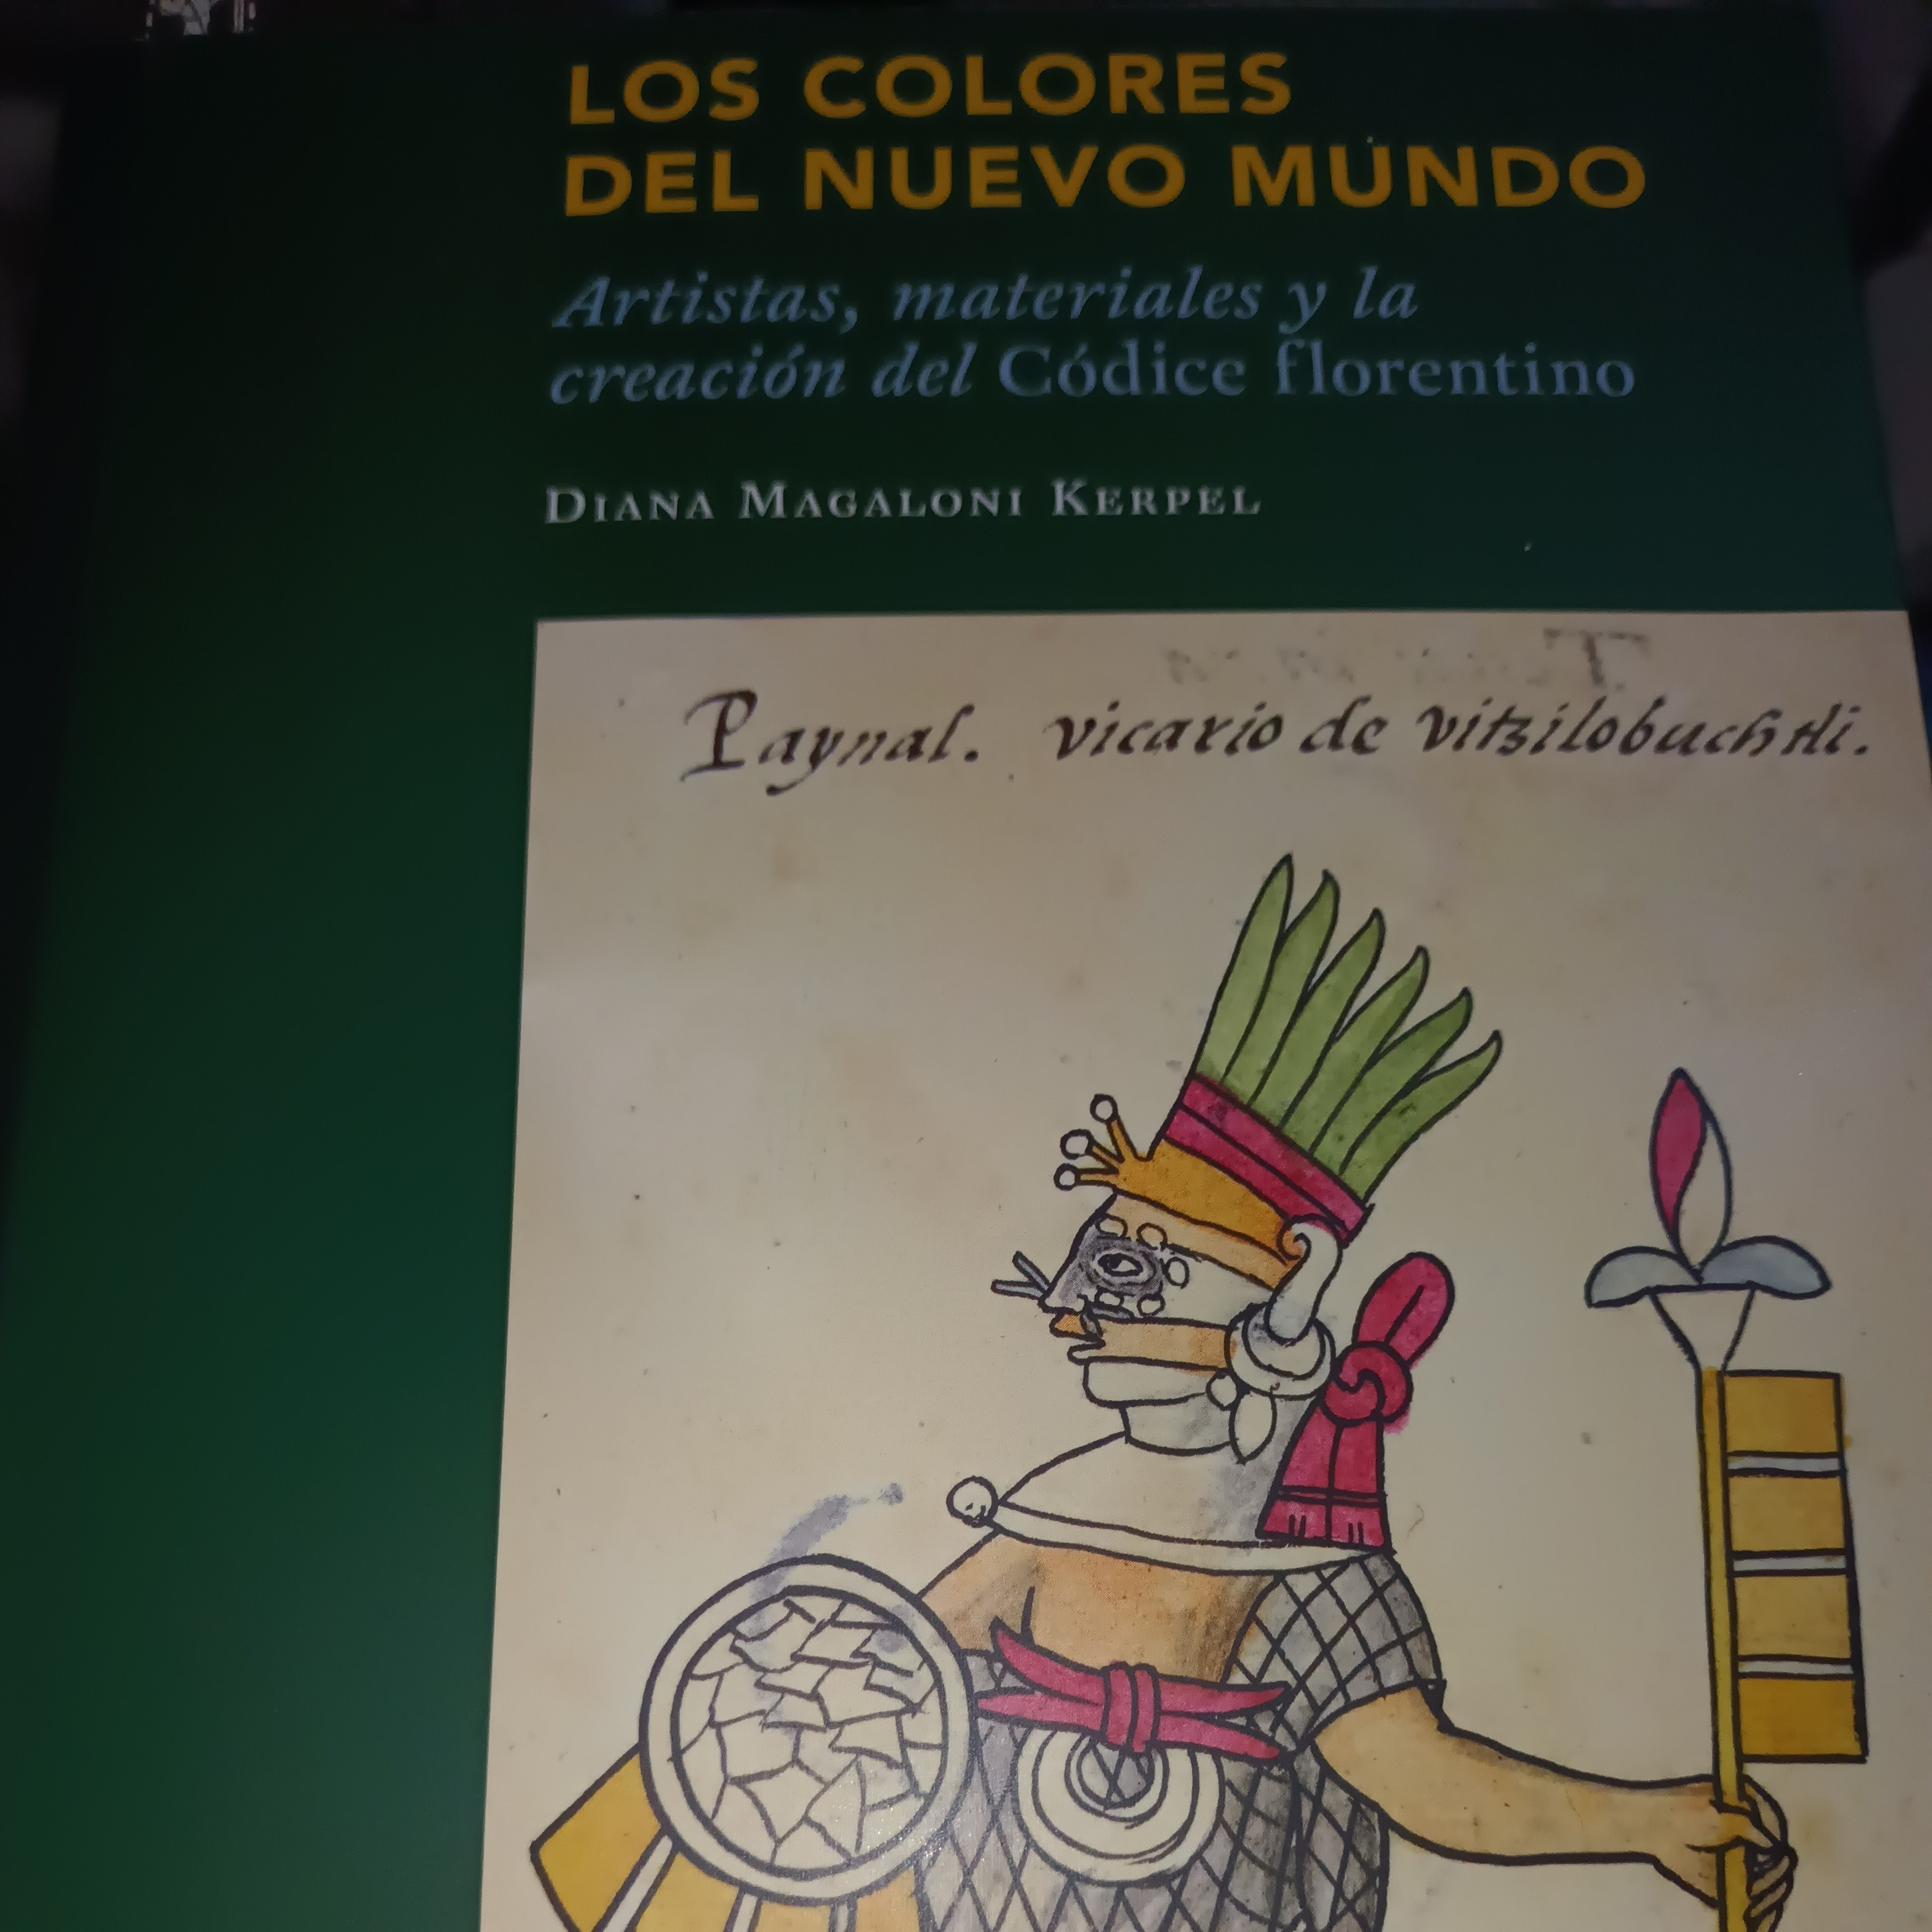 LOS COLORES
DEL NUEVO MUNDO
Artistas, materiales y la
creación del Códice florentino
DIANA MAGALONI KERPEL
Paynal. vicario de vitzilobuchtli.